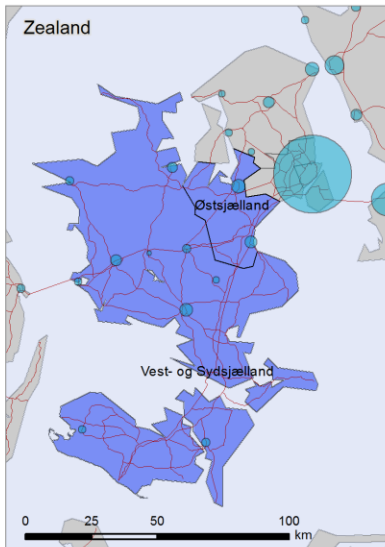 Zealand
Østsjælland
Vest- og Sydsjælland
0 25 50 100
km